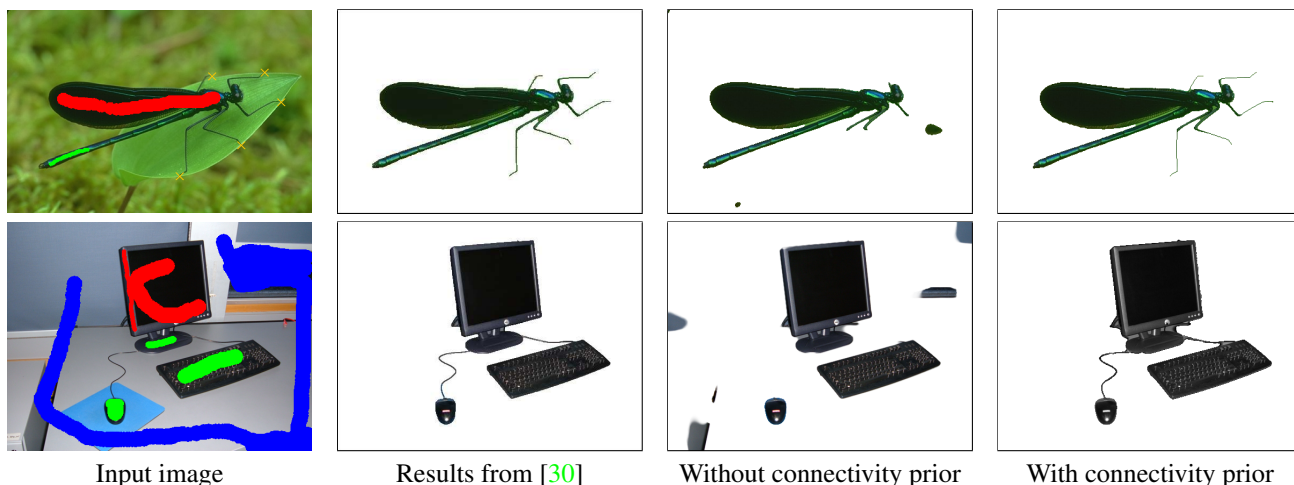 Input image
Results from [30]
Without connectivity prior
With connectivity prior